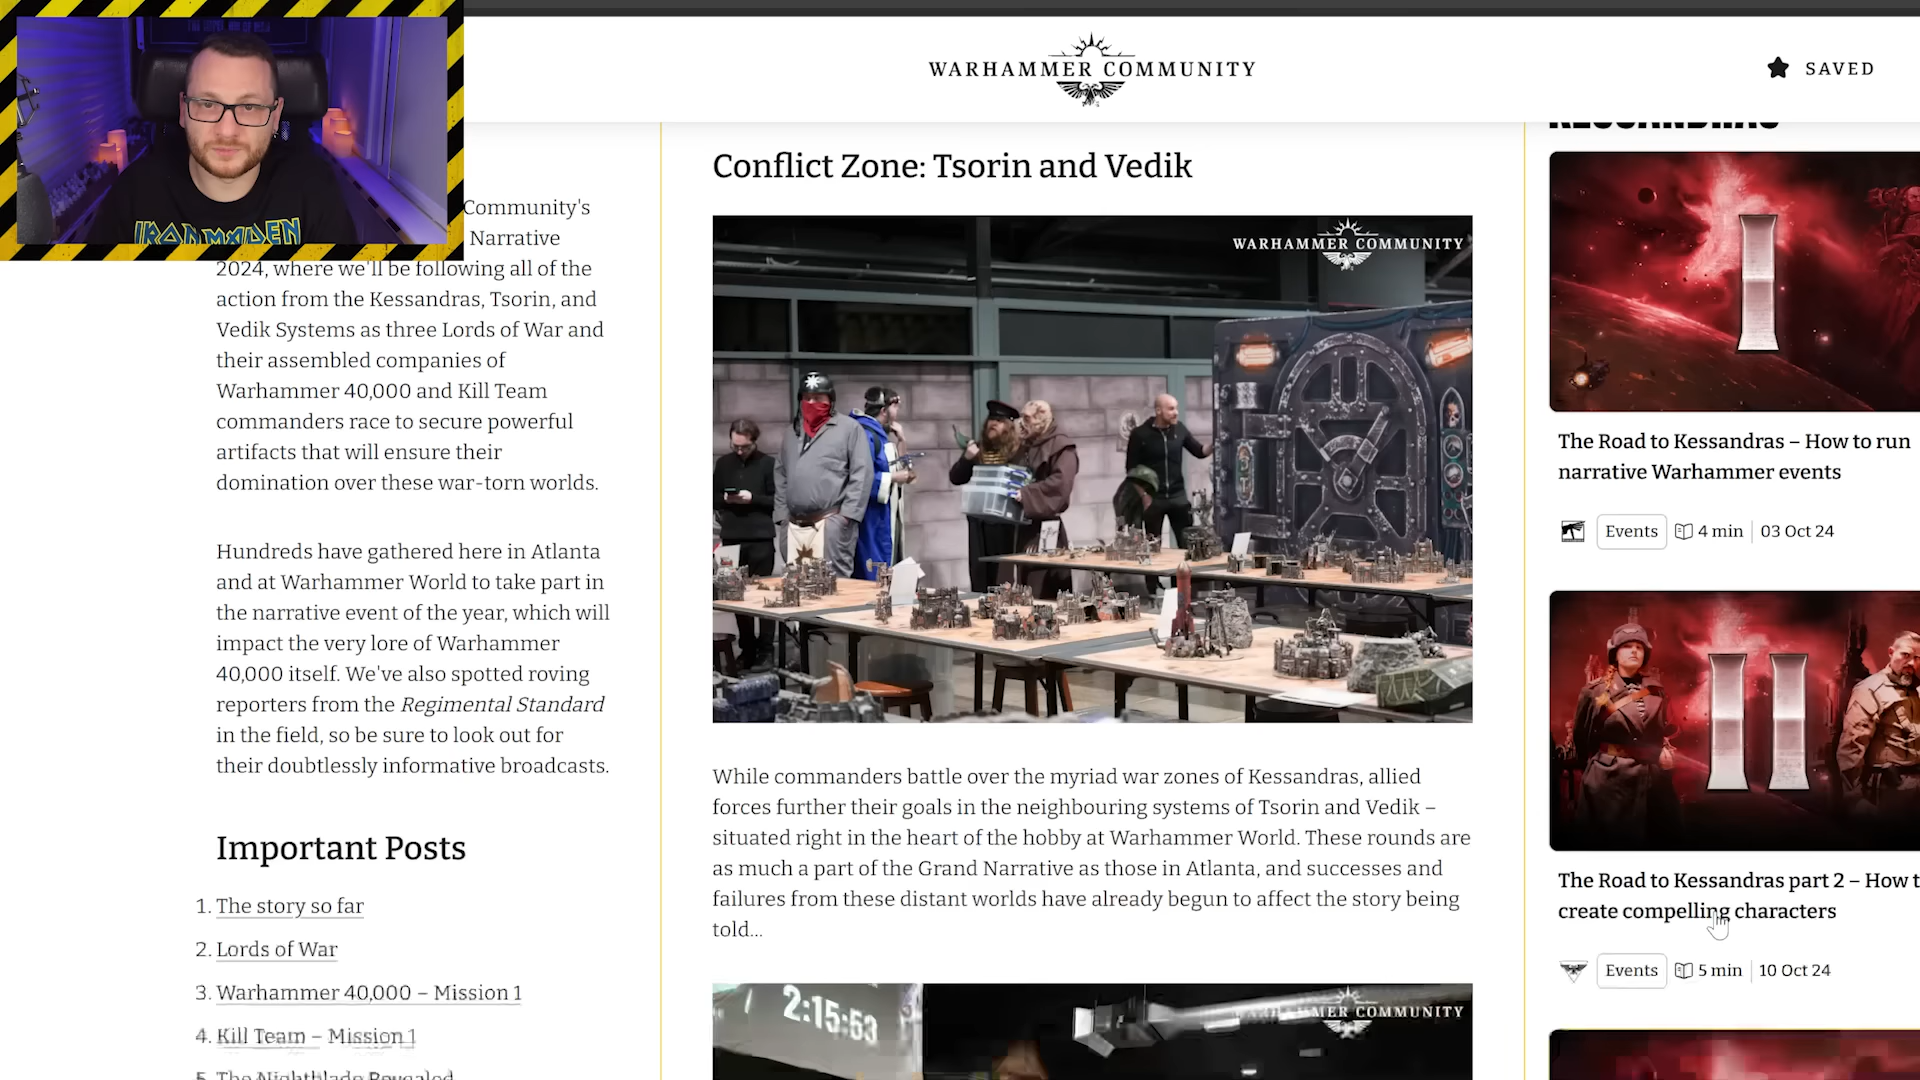 WARHAMMER COMMUNITY
SAVED
IRON MAIDEN
Community's
Narrative
2024, where we'll be following all of the
action from the Kessandras, Tsorin, and
Vedik Systems as three Lords of War and
their assembled companies of
Warhammer 40,000 and Kill Team
commanders race to secure powerful
artifacts that will ensure their
domination over these war-torn worlds.
Hundreds have gathered here in Atlanta
and at Warhammer World to take part in
the narrative event of the year, which will
impact the very lore of Warhammer
40,000 itself. We've also spotted roving
reporters from the Regimental Standard
in the field, so be sure to look out for
their doubtlessly informative broadcasts.
Important Posts
1. The story so far
2. Lords of War
3. Warhammer 40,000 – Mission 1
4. Kill Team – Mission 1
5. The Nightblade Revealed
Conflict Zone: Tsorin and Vedik
WARHAMMER COMMUNITY
While commanders battle over the myriad war zones of Kessandras, allied
forces further their goals in the neighbouring systems of Tsorin and Vedik –
situated right in the heart of the hobby at Warhammer World. These rounds are
as much a part of the Grand Narrative as those in Atlanta, and successes and
failures from these distant worlds have already begun to affect the story being
told...
2:15:53
WARHAMMER COMMUNITY
KESSANDRAS
I
The Road to Kessandras – How to run
narrative Warhammer events
Events 4 min 03 Oct 24
II
The Road to Kessandras part 2 – How t
create compelling characters
Events 5 min 10 Oct 24